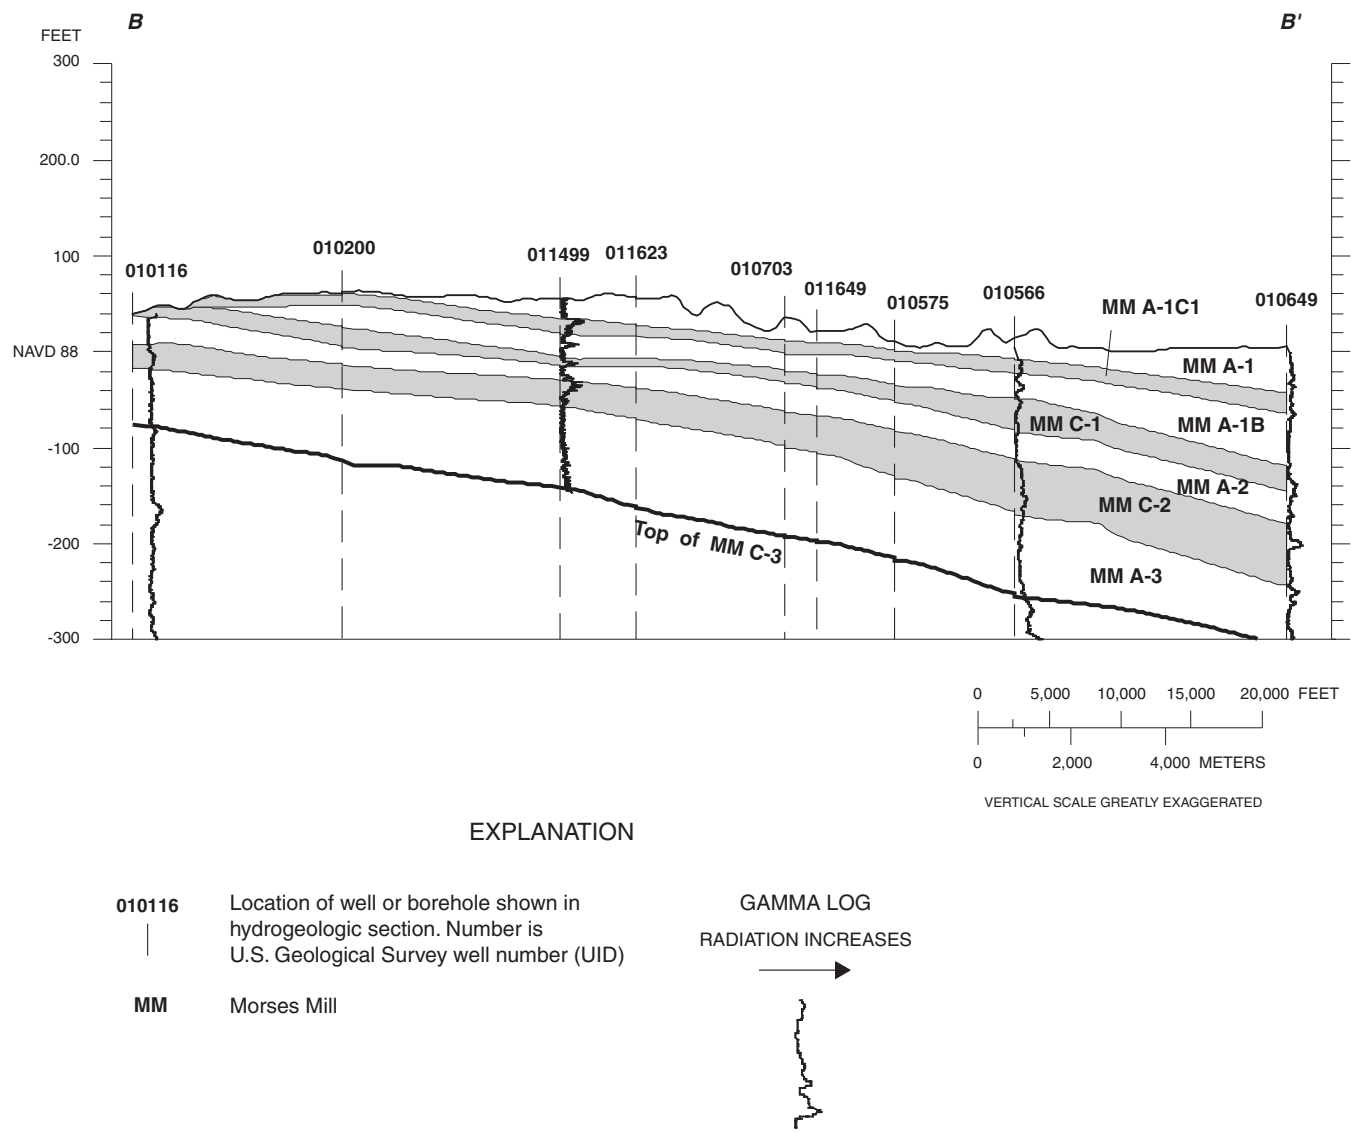 B
B'
FEET
300
200.0
100
NAVD 88
-100
-200
-300
010116
010200
011499
011623
010703
011649
010575
010566
010649
MM A-1C1
MM A-1
MM C-1
MM A-1B
MM A-2
MM C-2
Top of MM C-3
MM A-3
0 5,000 10,000 15,000 20,000 FEET
0 2,000 4,000 METERS
VERTICAL SCALE GREATLY EXAGGERATED
EXPLANATION
010116
Location of well or borehole shown in
hydrogeologic section. Number is
U.S. Geological Survey well number (UID)
MM Morses Mill
GAMMA LOG
RADIATION INCREASES